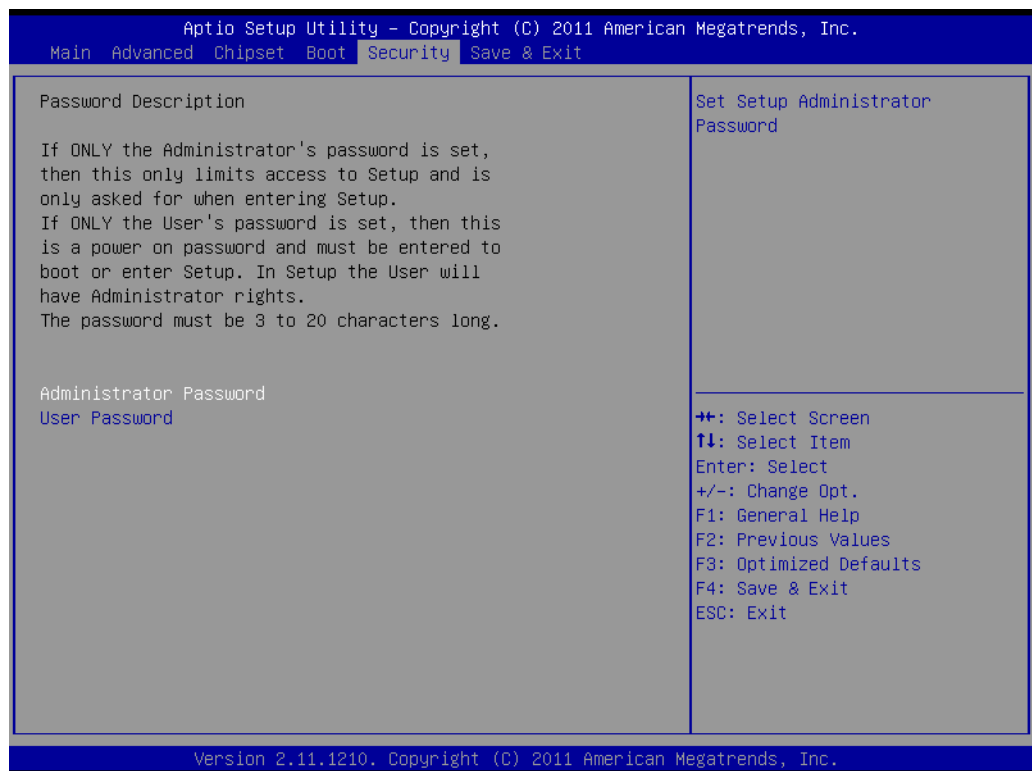 Aptio Setup Utility – Copyright (C) 2011 American Megatrends, Inc.
Main Advanced Chipset Boot Security Save & Exit
Password Description
If ONLY the Administrator's password is set,
then this only limits access to Setup and is
only asked for when entering Setup.
If ONLY the User's password is set, then this
is a power on password and must be entered to
boot or enter Setup. In Setup the User will
have Administrator rights.
The password must be 3 to 20 characters long.
Administrator Password
User Password
Set Setup Administrator
Password
→←: Select Screen
↑↓: Select Item
Enter: Select
+/-: Change Opt.
F1: General Help
F2: Previous Values
F3: Optimized Defaults
F4: Save & Exit
ESC: Exit
Version 2.11.1210. Copyright (C) 2011 American Megatrends, Inc.